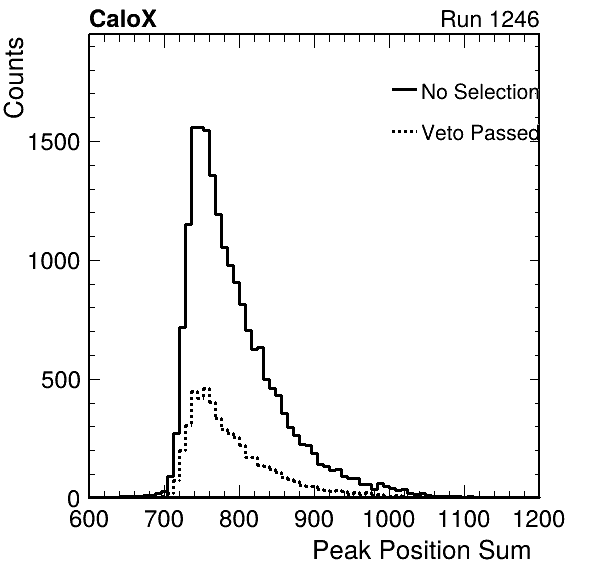 CaloX Run 1246
Counts
No Selection
Veto Passed
1500
1000
500
0
600 700 800 900 1000 1100 1200
Peak Position Sum